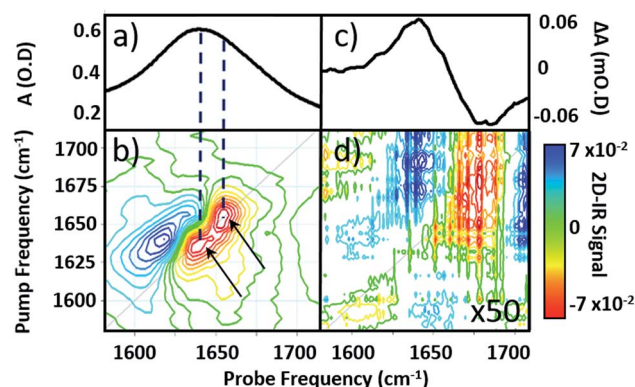 a)
c)
A (O.D)
0.6
0.4
0.2
0.06
0
-0.06
ΔA (mO.D)
b)
d)
Pump Frequency (cm⁻¹)
1700
1675
1650
1625
1600
x50
7 x10⁻²
0
-7 x10⁻²
2D-IR Signal
1600 1650 1700 1600 1650 1700
Probe Frequency (cm⁻¹)